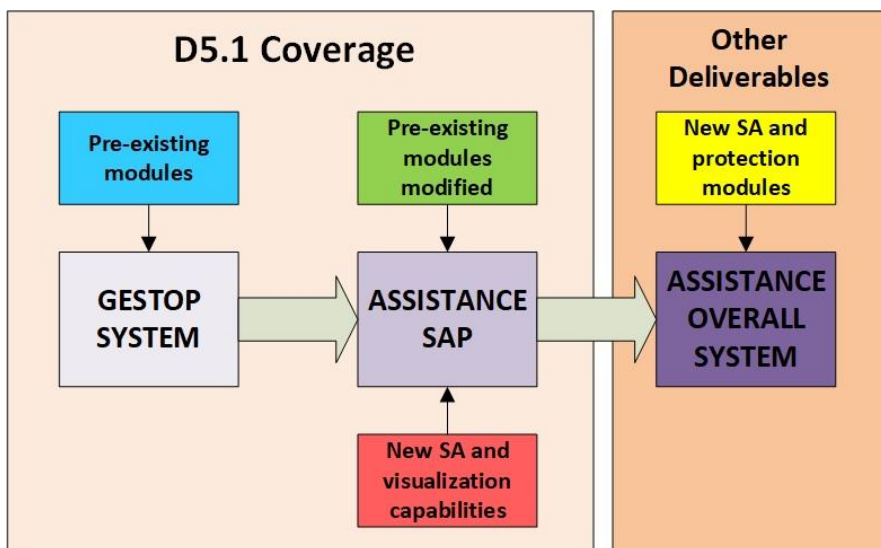 D5.1 Coverage
Other
Deliverables
Pre-existing
modules
Pre-existing
modules
modified
New SA and
protection
modules
GESTOP
SYSTEM
ASSISTANCE
SAP
ASSISTANCE
OVERALL
SYSTEM
New SA and
visualization
capabilities